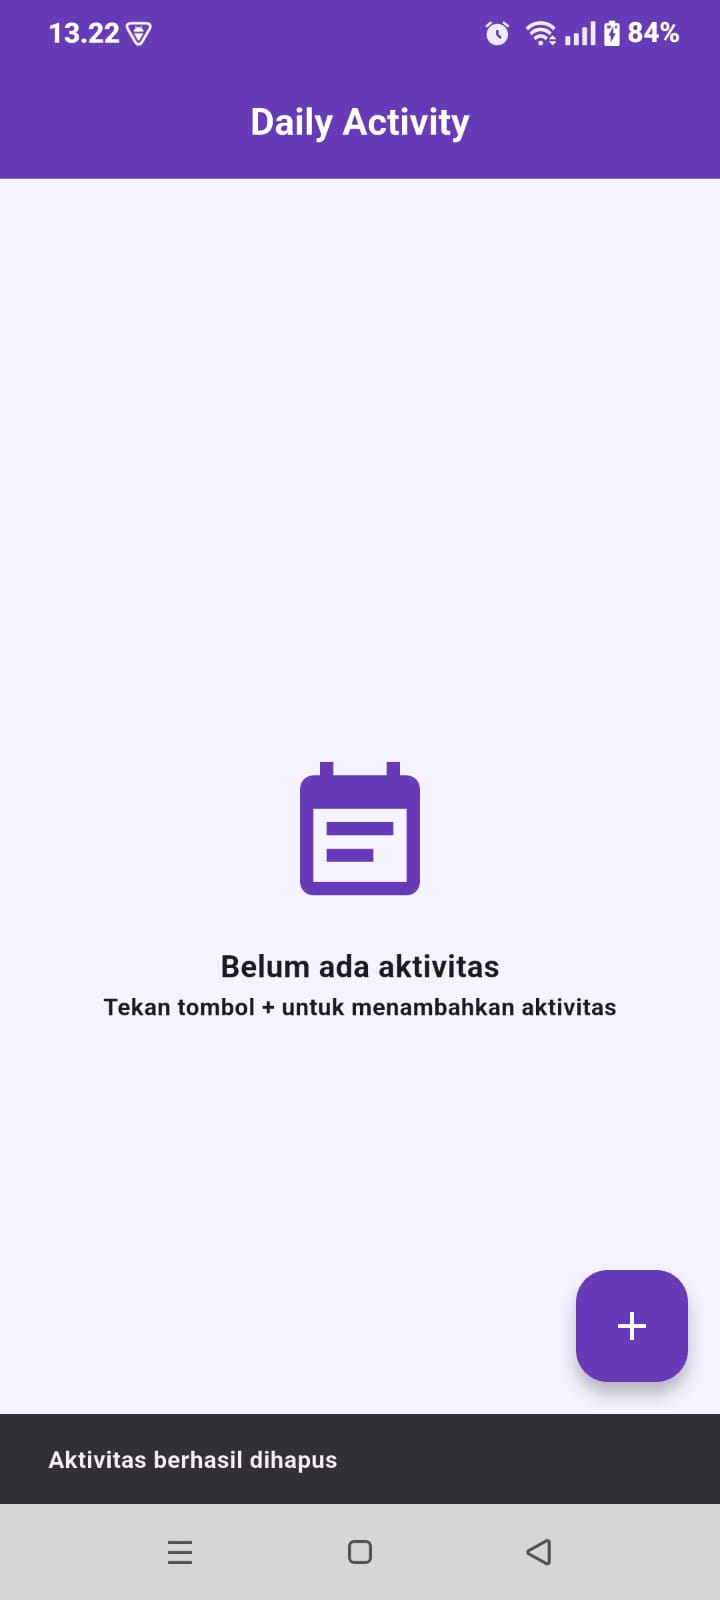 13.22 84%
Daily Activity
Belum ada aktivitas
Tekan tombol + untuk menambahkan aktivitas
+
Aktivitas berhasil dihapus